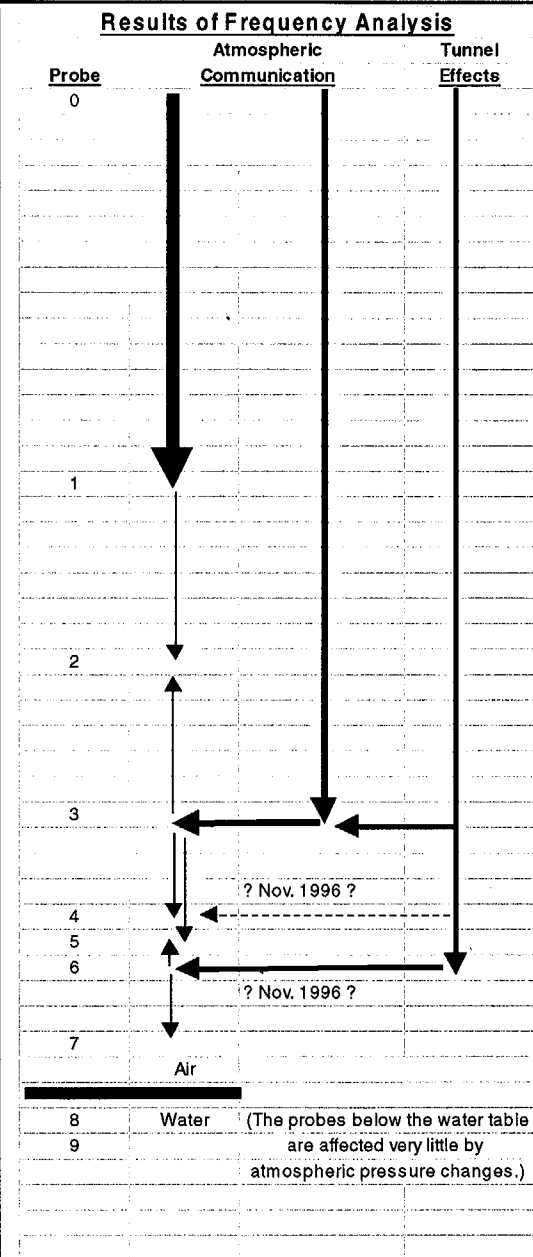 Results of Frequency Analysis
Atmospheric Tunnel
Probe Communication Effects
0
1
2
3
? Nov. 1996 ?
4
5
6
? Nov. 1996 ?
7
Air
8 Water (The probes below the water table
9 are affected very little by
atmospheric pressure changes.)